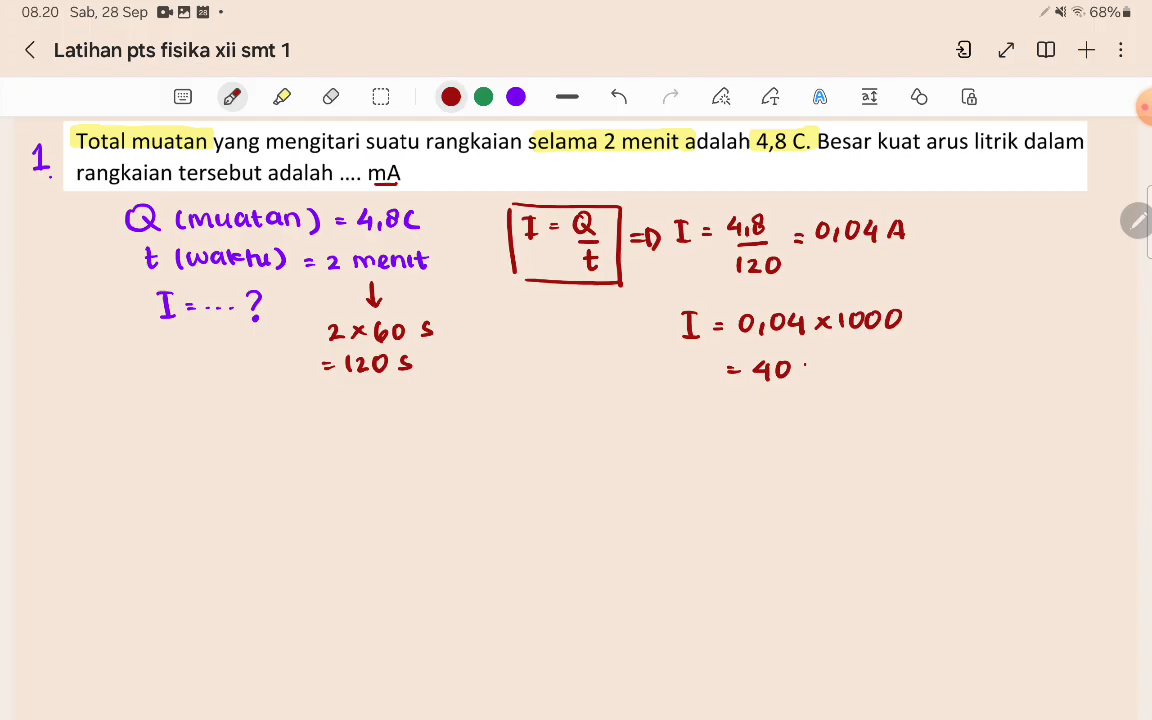 08.20 Sab, 28 Sep 28 68%
Latihan pts fisika xii smt 1
1.
Total muatan yang mengitari suatu rangkaian selama 2 menit adalah 4,8 C. Besar kuat arus litrik dalam
rangkaian tersebut adalah .... mA
Q (muatan) = 4,8C
t (waktu) = 2 menit
I = ... ?
↓
2 × 60 s
= 120 s
I = Q/t ⇒ I = 4,8/120 = 0,04 A
I = 0,04 × 1000
= 40